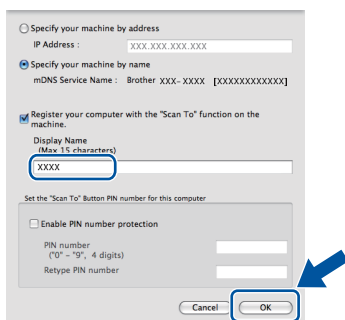 Specify your machine by address
IP Address : XXX.XXX.XXX.XXX
Specify your machine by name
mDNS Service Name : Brother XXX-XXXX [XXXXXXXXXXXX]
Register your computer with the "Scan To" function on the
machine.
Display Name
(Max 15 characters)
XXXX
Set the "Scan To" Button PIN number for this computer
Enable PIN number protection
PIN number
("0" - "9", 4 digits)
Retype PIN number
Cancel OK